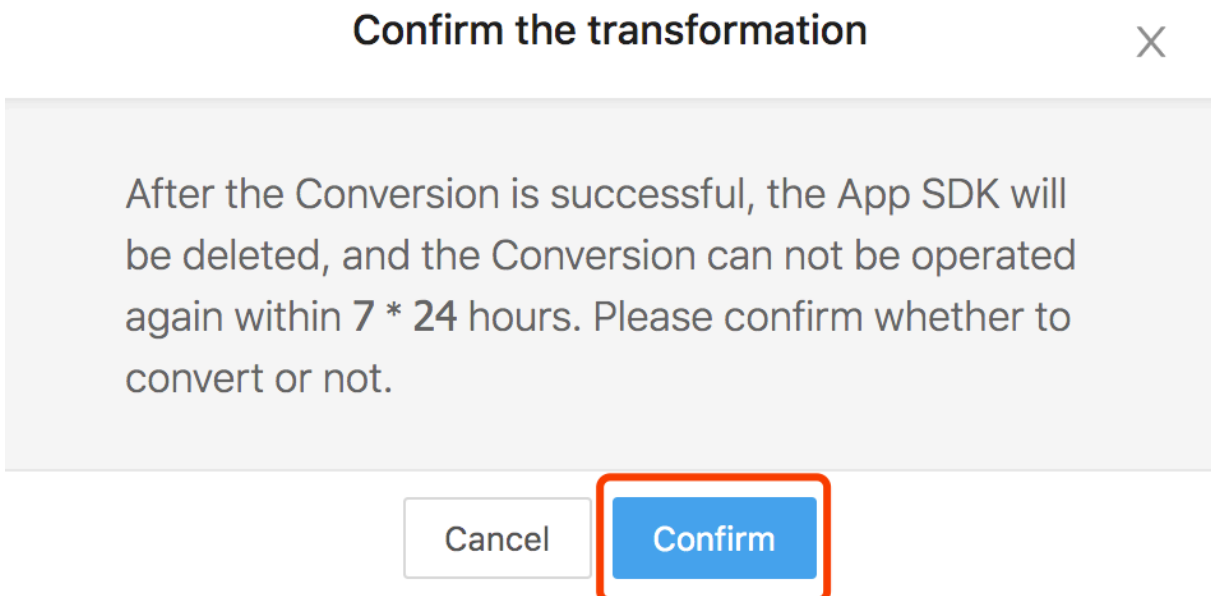 Confirm the transformation
X
After the Conversion is successful, the App SDK will
be deleted, and the Conversion can not be operated
again within 7 * 24 hours. Please confirm whether to
convert or not.
Cancel
Confirm